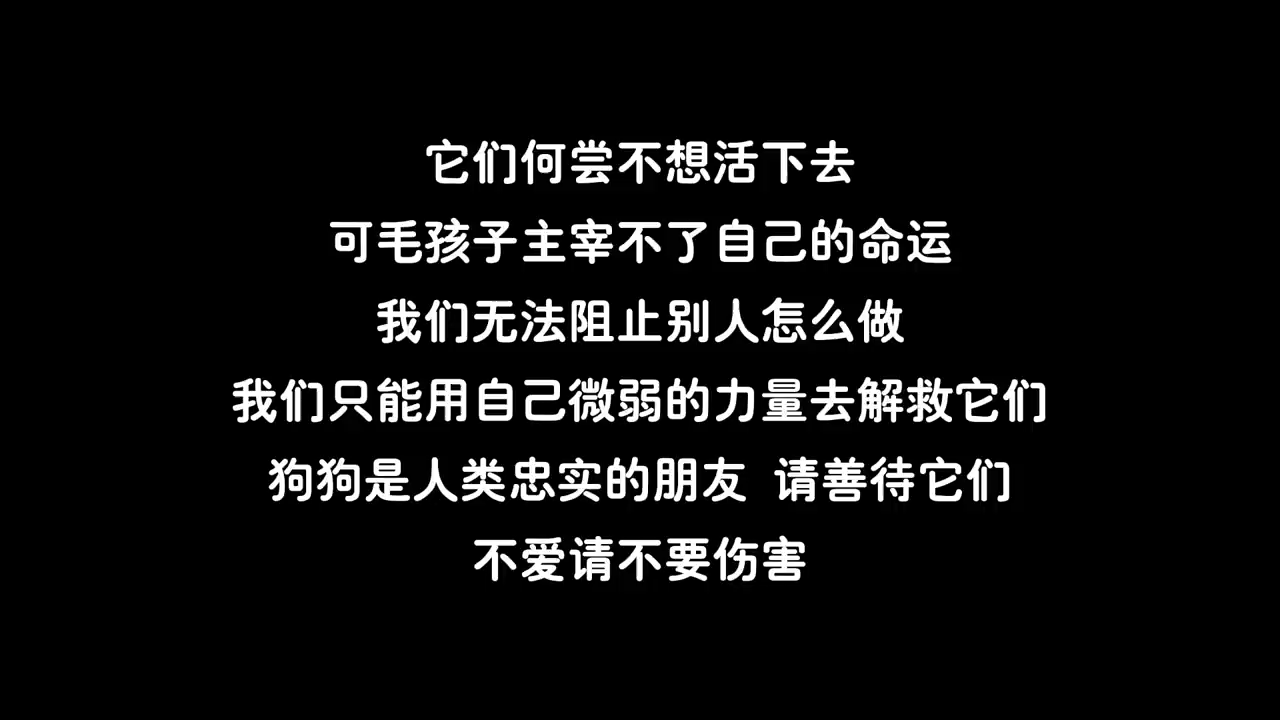 它们何尝不想活下去
可毛孩子主宰不了自己的命运
我们无法阻止别人怎么做
我们只能用自己微弱的力量去解救它们
狗狗是人类忠实的朋友 请善待它们
不爱请不要伤害